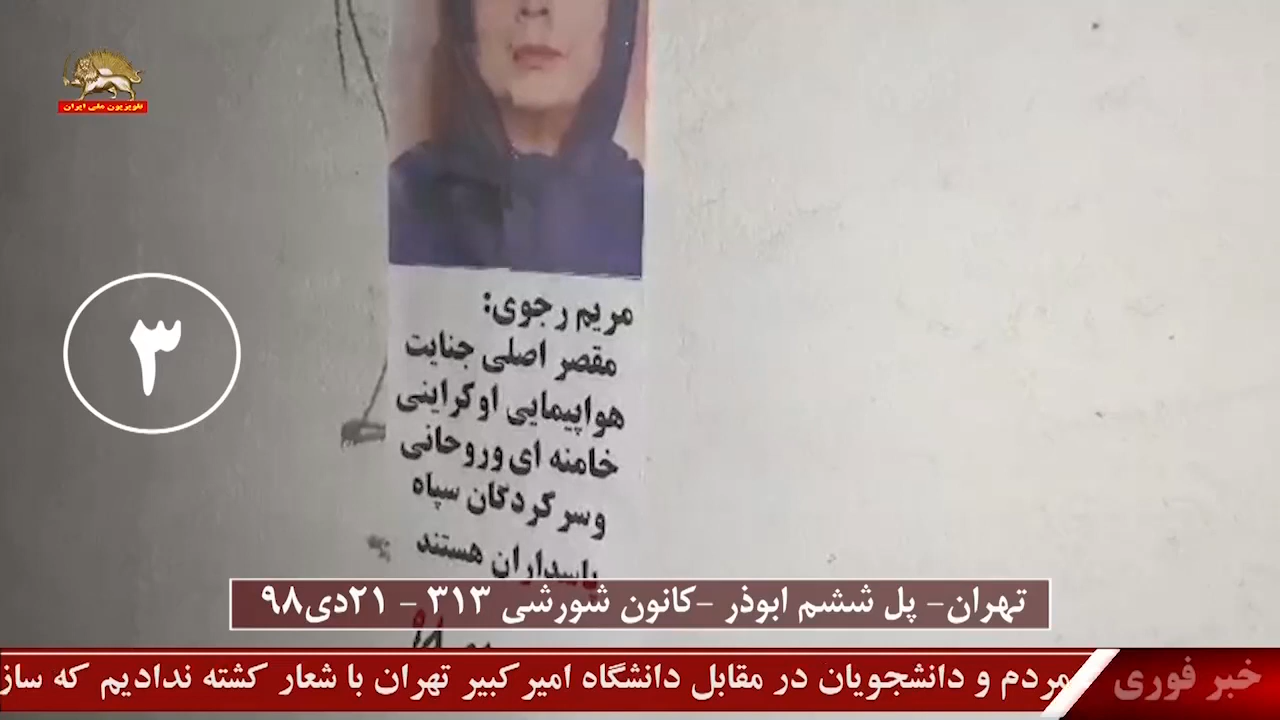 تلویزیون ملی ایران
۳
مریم رجوی:
مقصر اصلی جنایت
هواپیمایی اوکراینی
خامنه ای وروحانی
وسرکردگان سپاه
پاسداران هستند
تهران- پل ششم ابوذر -کانون شورشی ۳۱۳ - ۲۱دی۹۸
خبر فوری
مردم و دانشجویان در مقابل دانشگاه امیر کبیر تهران با شعار کشته ندادیم که ساز